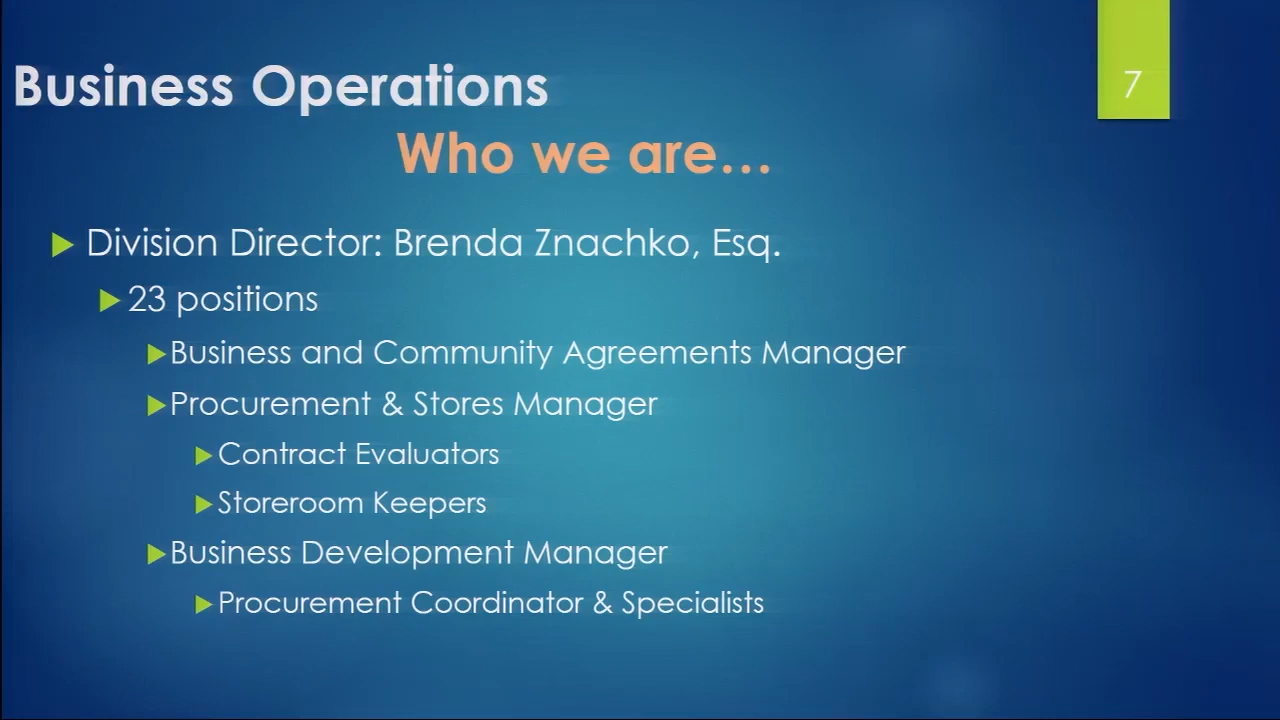 Business Operations
7
Who we are…
Division Director: Brenda Znachko, Esq.
23 positions
Business and Community Agreements Manager
Procurement & Stores Manager
Contract Evaluators
Storeroom Keepers
Business Development Manager
Procurement Coordinator & Specialists